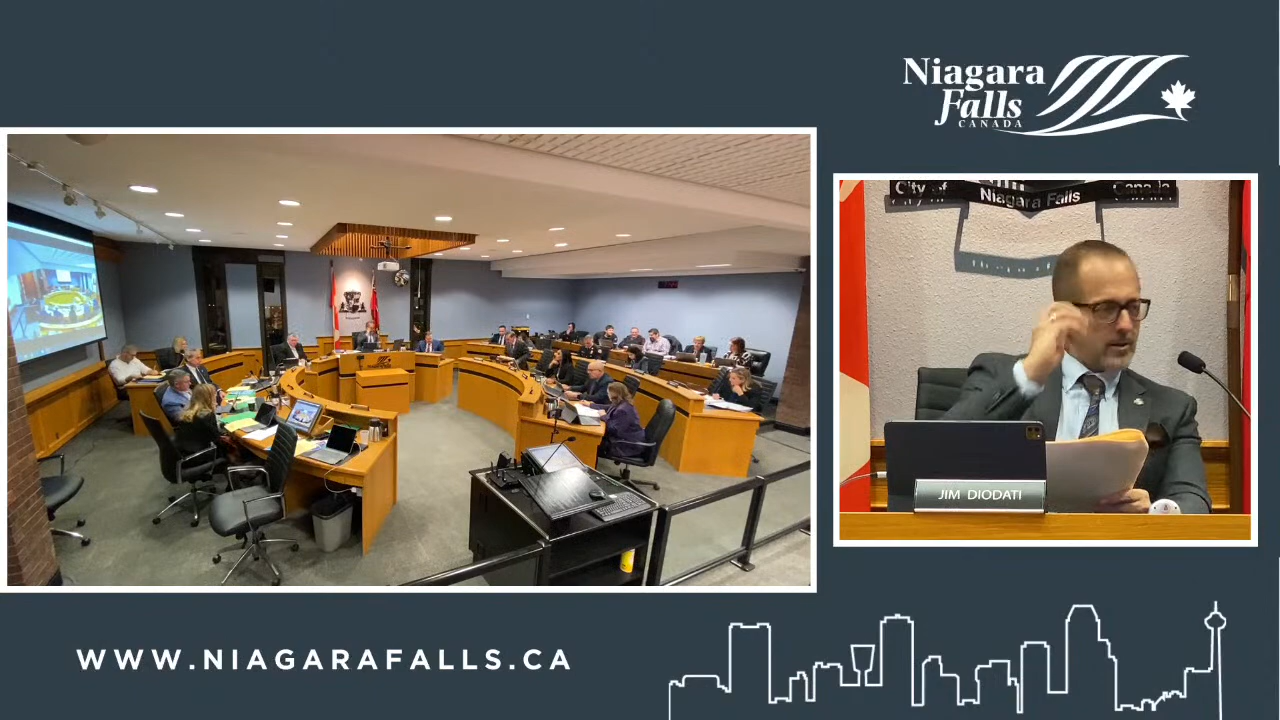 Niagara
Falls
CANADA
City of
Niagara Falls
Canada
JIM DIODATI
WWW.NIAGARAFALLS.CA